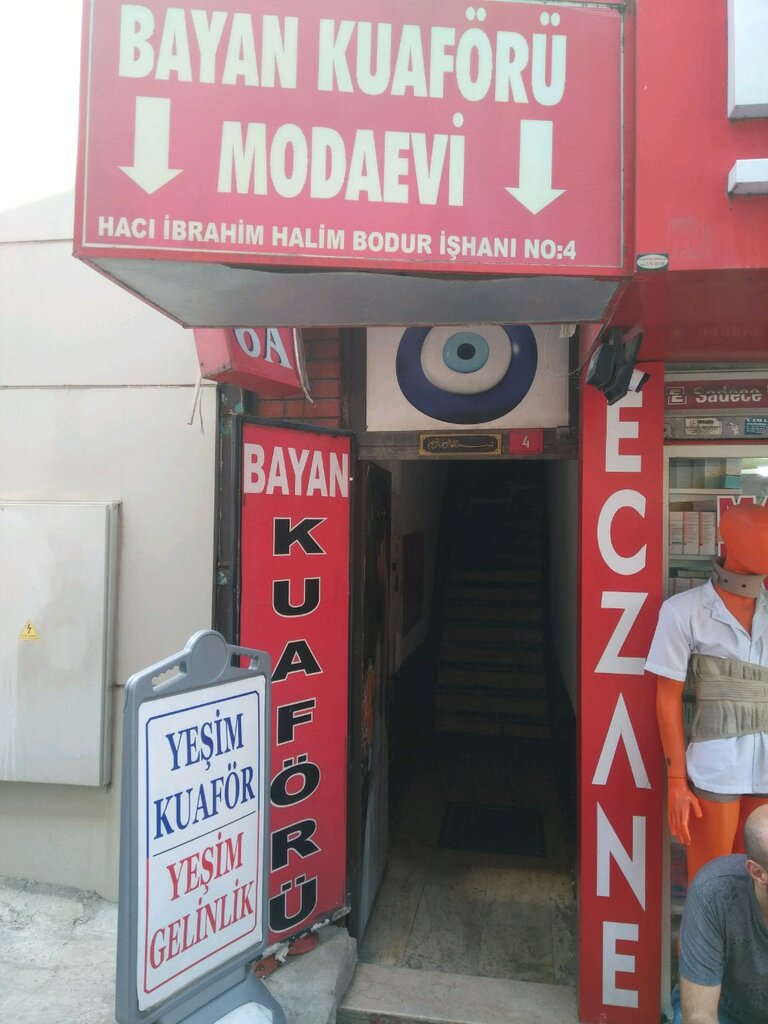 BAYAN KUAFÖRÜ
MODAEVİ
HACI İBRAHİM HALİM BODUR İŞHANI NO:4
6A
4
BAYAN
KUAFÖRÜ
ECZANE
E Sadece
YEŞİM
KUAFÖR
YEŞİM
GELİNLİK